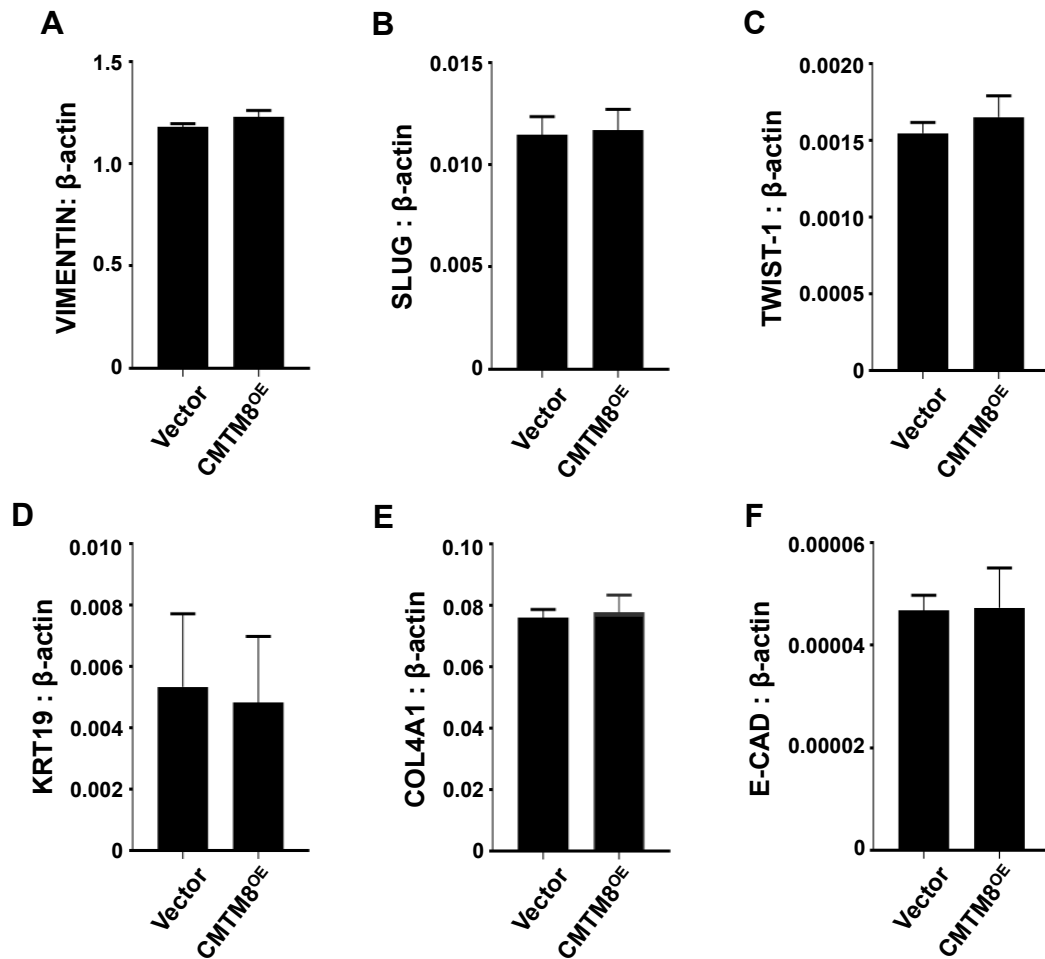 A
VIMENTIN: β-actin
1.5
1.0
0.5
0
Vector
CMTM8OE
B
SLUG : β-actin
0.015
0.010
0.005
0
Vector
CMTM8OE
C
TWIST-1 : β-actin
0.0020
0.0015
0.0010
0.0005
0
Vector
CMTM8OE
D
KRT19 : β-actin
0.010
0.008
0.006
0.004
0.002
0
Vector
CMTM8OE
E
COL4A1 : β-actin
0.10
0.08
0.06
0.04
0.02
0
Vector
CMTM8OE
F
E-CAD : β-actin
0.00006
0.00004
0.00002
0
Vector
CMTM8OE